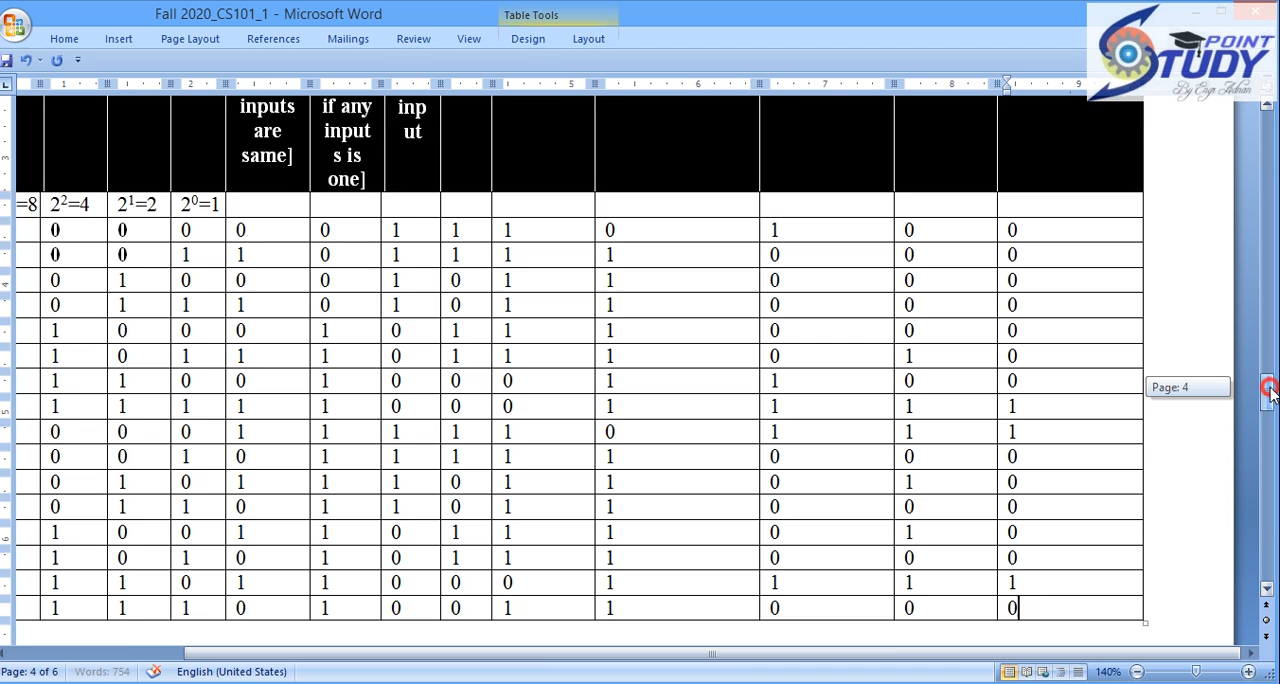 Fall 2020_CS101_1 - Microsoft Word
Table Tools
Home Insert Page Layout References Mailings Review View Design Layout
POINT
STUDY
By Engr Adnan
1 2 5 6 7 8 9
inputs are same] if any input s is one] inp ut
=8 2²=4 2¹=2 2⁰=1
0 0 0 0 0 1 1 1 0 1 0 0
0 0 1 1 0 1 1 1 1 0 0 0
0 1 0 0 0 1 0 1 1 0 0 0
0 1 1 1 0 1 0 1 1 0 0 0
1 0 0 0 1 0 1 1 1 0 0 0
1 0 1 1 1 0 1 1 1 0 1 0
1 1 0 0 1 0 0 0 1 1 0 0
Page: 4
1 1 1 1 1 0 0 0 1 1 1 1
0 0 0 1 1 1 1 1 0 1 1 1
0 0 1 0 1 1 1 1 1 0 0 0
0 1 0 1 1 1 0 1 1 0 1 0
0 1 1 0 1 1 0 1 1 0 0 0
1 0 0 1 1 0 1 1 1 0 1 0
1 0 1 0 1 0 1 1 1 0 0 0
1 1 0 1 1 0 0 0 1 1 1 1
1 1 1 0 1 0 0 1 1 0 0 0
Page: 4 of 6 Words: 754 English (United States) 140%